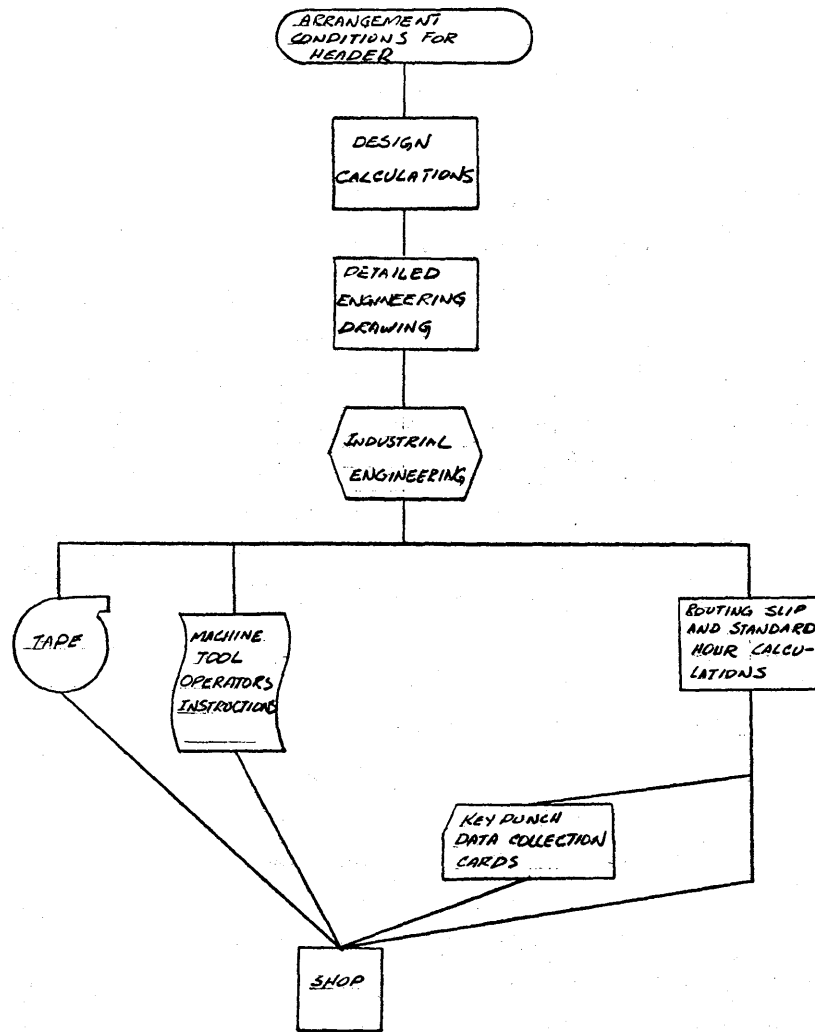 ARRANGEMENT
CONDITIONS FOR
HEADER
DESIGN
CALCULATIONS
DETAILED
ENGINEERING
DRAWING
INDUSTRIAL
ENGINEERING
TAPE
MACHINE
TOOL
OPERATORS
INSTRUCTIONS
ROUTING SLIP
AND STANDARD
HOUR CALCU-
LATIONS
KEY PUNCH
DATA COLLECTION
CARDS
SHOP